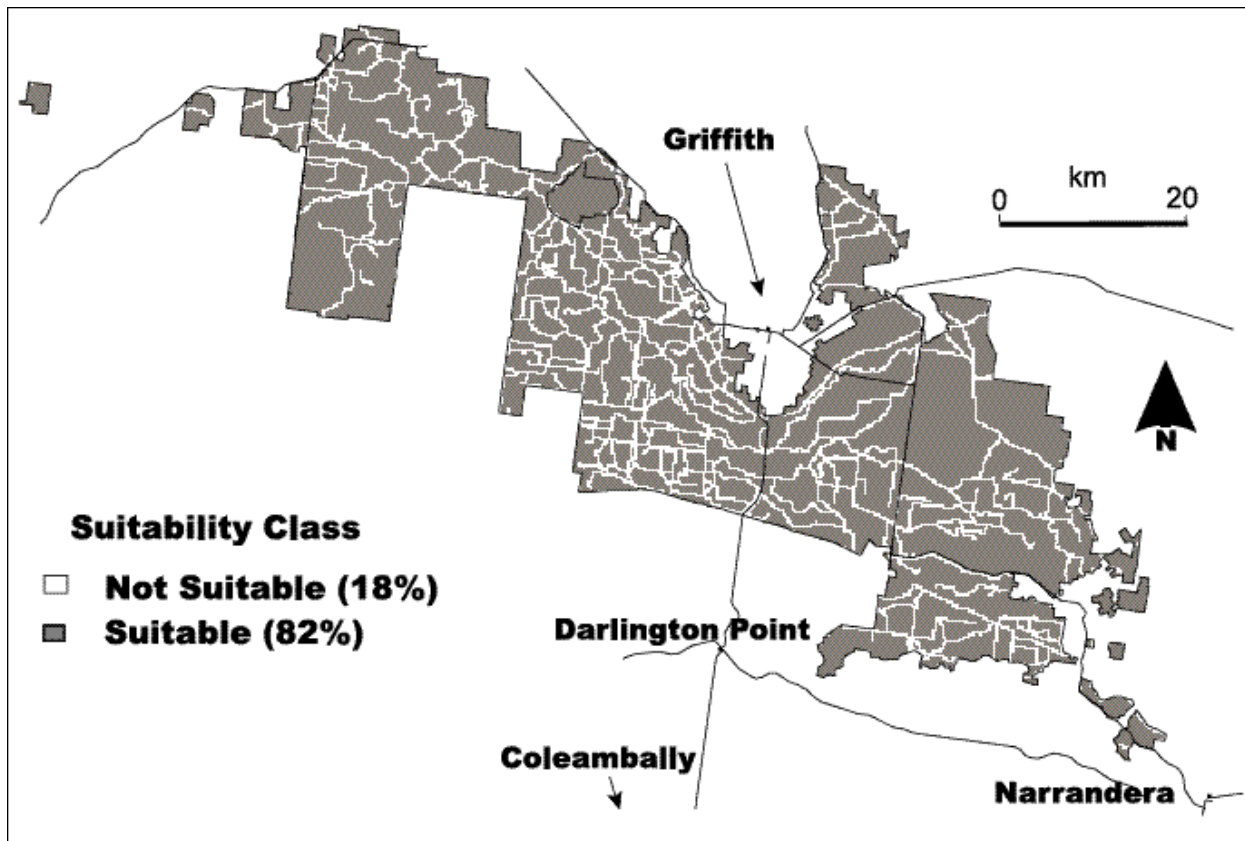 Griffith
km
0 20
N
Suitability Class
Not Suitable (18%)
Suitable (82%)
Darlington Point
Coleambally
Narrandera